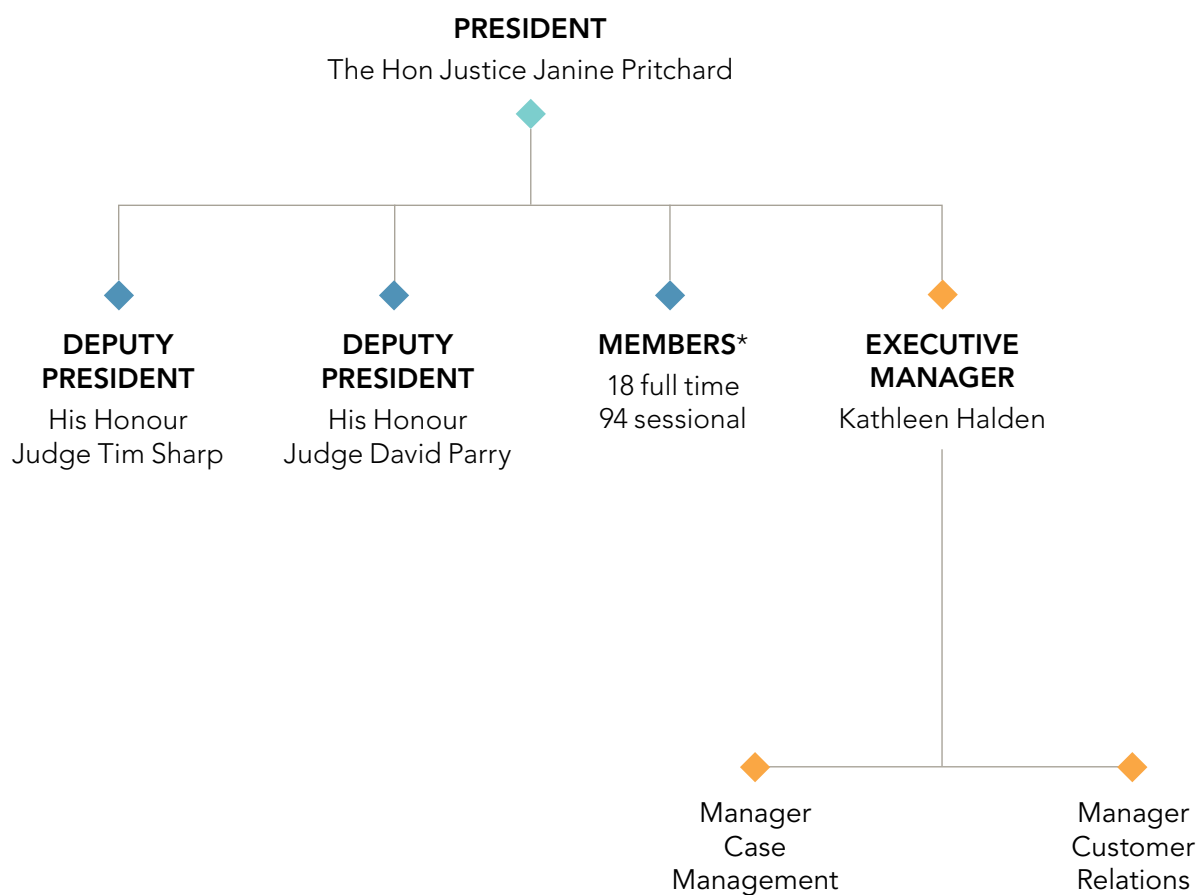 PRESIDENT
The Hon Justice Janine Pritchard
DEPUTY
PRESIDENT
His Honour
Judge Tim Sharp
DEPUTY
PRESIDENT
His Honour
Judge David Parry
MEMBERS*
18 full time
94 sessional
EXECUTIVE
MANAGER
Kathleen Halden
Manager
Case
Management
Manager
Customer
Relations